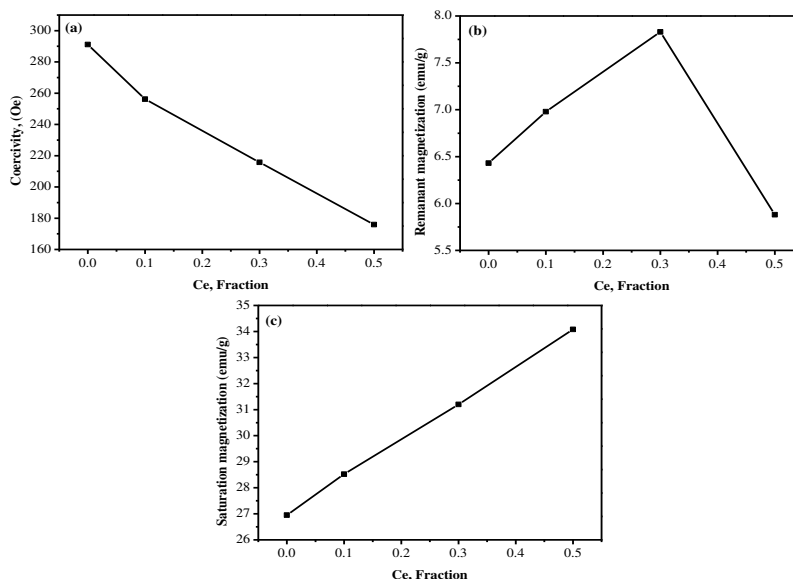 (a)
300
280
260
240
220
200
180
160
Coercivity, (Oe)
0.0 0.1 0.2 0.3 0.4 0.5
Ce, Fraction
(b)
8.0
7.5
7.0
6.5
6.0
5.5
Remanant magnetization (emu/g)
0.0 0.1 0.2 0.3 0.4 0.5
Ce, Fraction
(c)
35
34
33
32
31
30
29
28
27
26
Saturation magnetization (emu/g)
0.0 0.1 0.2 0.3 0.4 0.5
Ce, Fraction